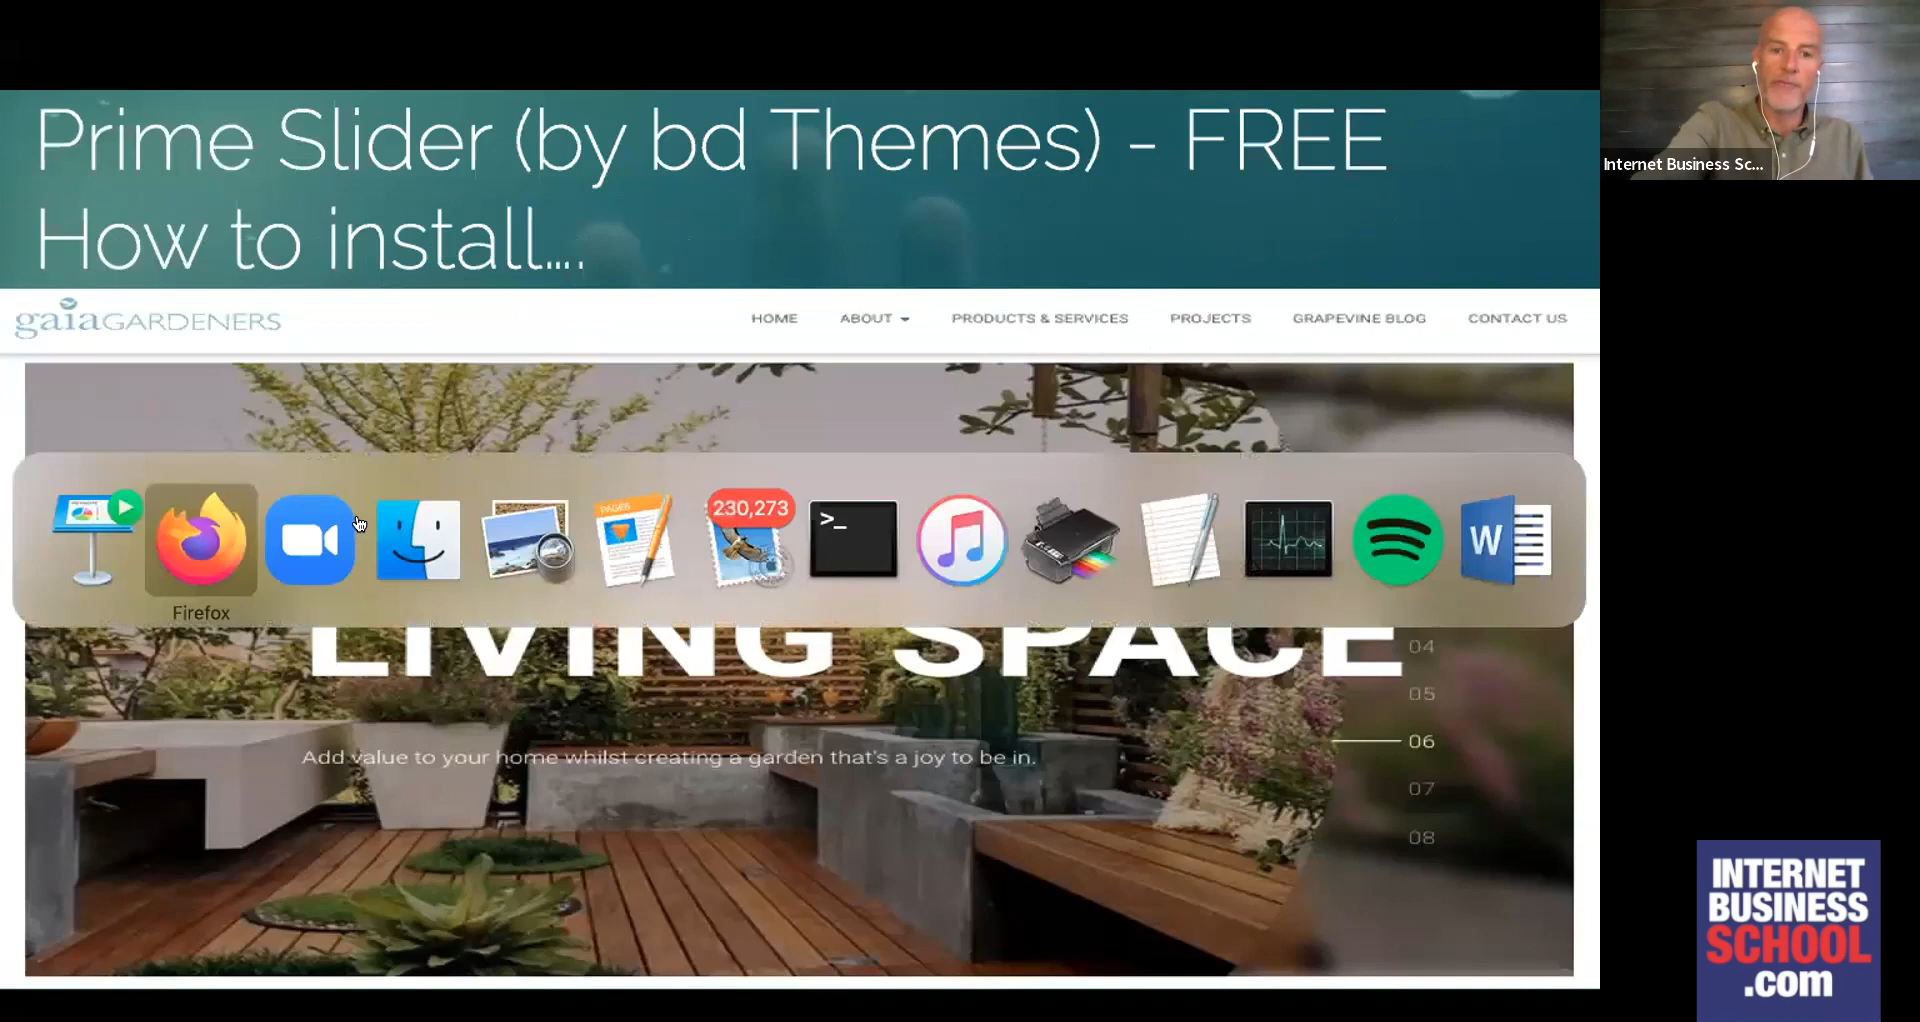 Prime Slider (by bd Themes) - FREE
How to install....
Internet Business Sc...
gaiaGARDENERS
HOME
ABOUT
PRODUCTS & SERVICES
PROJECTS
GRAPEVINE BLOG
CONTACT US
PAGES
230,273
>_
W
Firefox
LIVING SPACE
04
05
06
07
08
Add value to your home whilst creating a garden that's a joy to be in.
INTERNET
BUSINESS
SCHOOL
.com